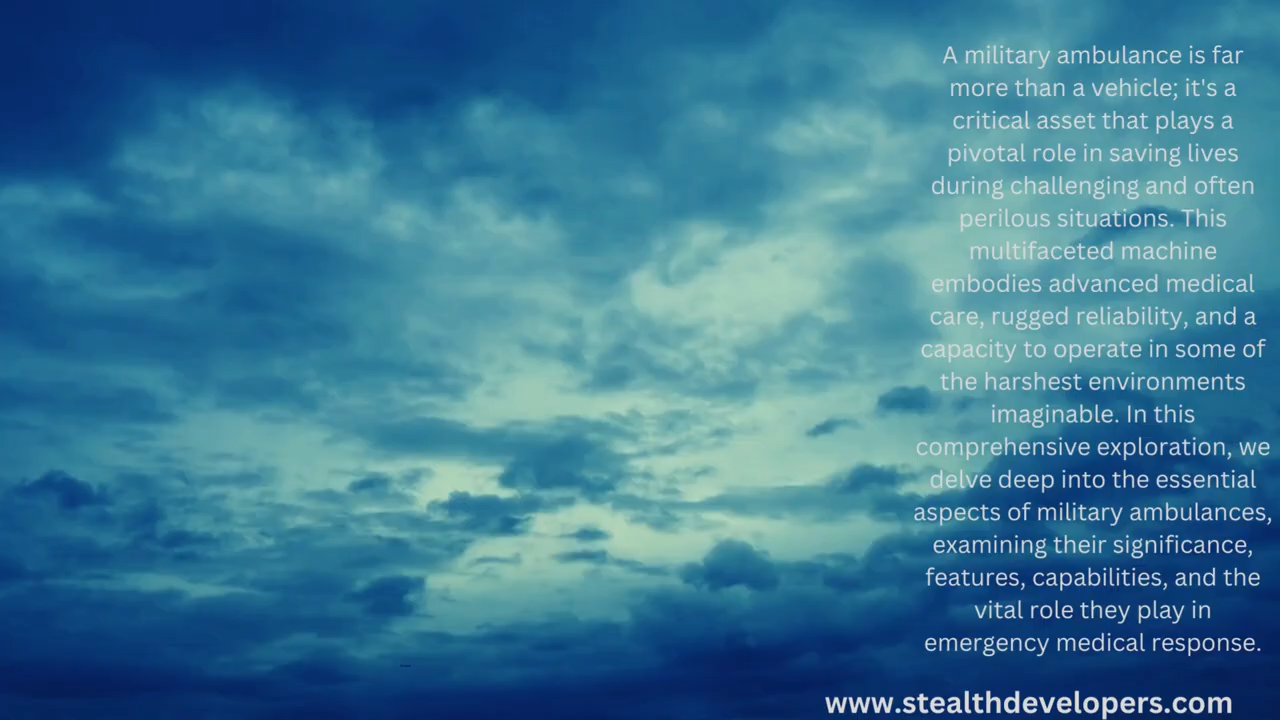 A military ambulance is far
more than a vehicle; it's a
critical asset that plays a
pivotal role in saving lives
during challenging and often
perilous situations. This
multifaceted machine
embodies advanced medical
care, rugged reliability, and a
capacity to operate in some of
the harshest environments
imaginable. In this
comprehensive exploration, we
delve deep into the essential
aspects of military ambulances,
examining their significance,
features, capabilities, and the
vital role they play in
emergency medical response.
www.stealthdevelopers.com